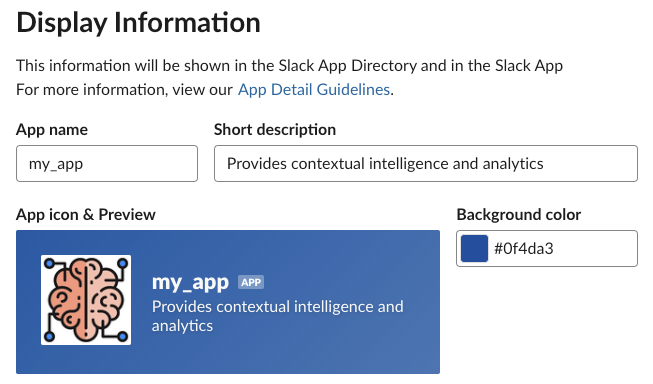 Display Information
This information will be shown in the Slack App Directory and in the Slack App
For more information, view our App Detail Guidelines.
App name
Short description
my_app
Provides contextual intelligence and analytics
App icon & Preview
Background color
my_app APP
Provides contextual intelligence and
analytics
#0f4da3